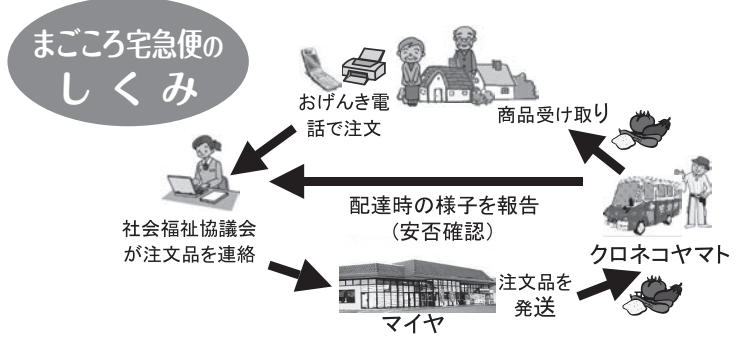 まごころ宅急便の
しくみ
おげんき電
話で注文
商品受け取り
配達時の様子を報告
(安否確認)
社会福祉協議会
が注文品を連絡
クロネコヤマト
注文品を
発送
マイヤ